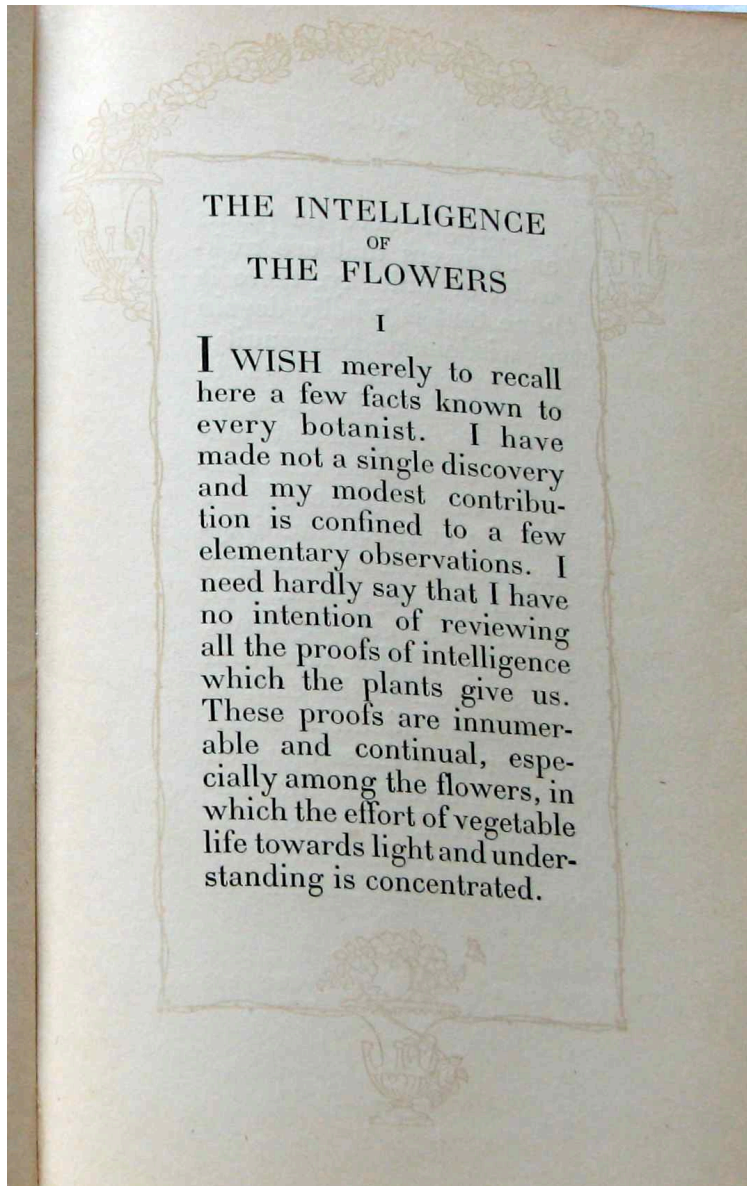 THE INTELLIGENCE
OF
THE FLOWERS
I
I WISH merely to recall
here a few facts known to
every botanist. I have
made not a single discovery
and my modest contribu-
tion is confined to a few
elementary observations. I
need hardly say that I have
no intention of reviewing
all the proofs of intelligence
which the plants give us.
These proofs are innumer-
able and continual, espe-
cially among the flowers, in
which the effort of vegetable
life towards light and under-
standing is concentrated.